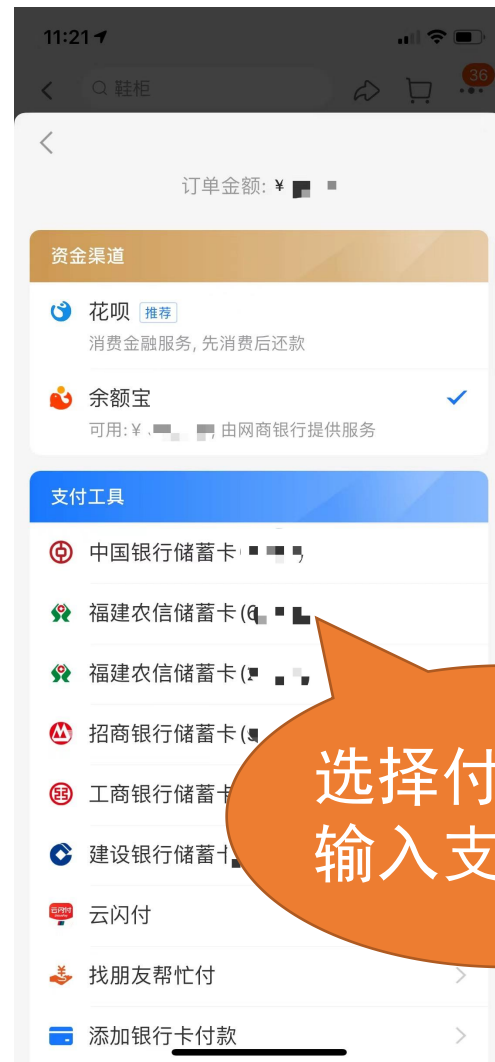 11:21
36
鞋柜
订单金额: ¥
资金渠道
花呗 推荐
消费金融服务, 先消费后还款
余额宝
可用: ¥ 由网商银行提供服务
支付工具
中国银行储蓄卡
福建农信储蓄卡(6
福建农信储蓄卡(
招商银行储蓄卡(
工商银行储蓄卡
建设银行储蓄卡
云闪付
找朋友帮忙付
添加银行卡付款
选择付
输入支